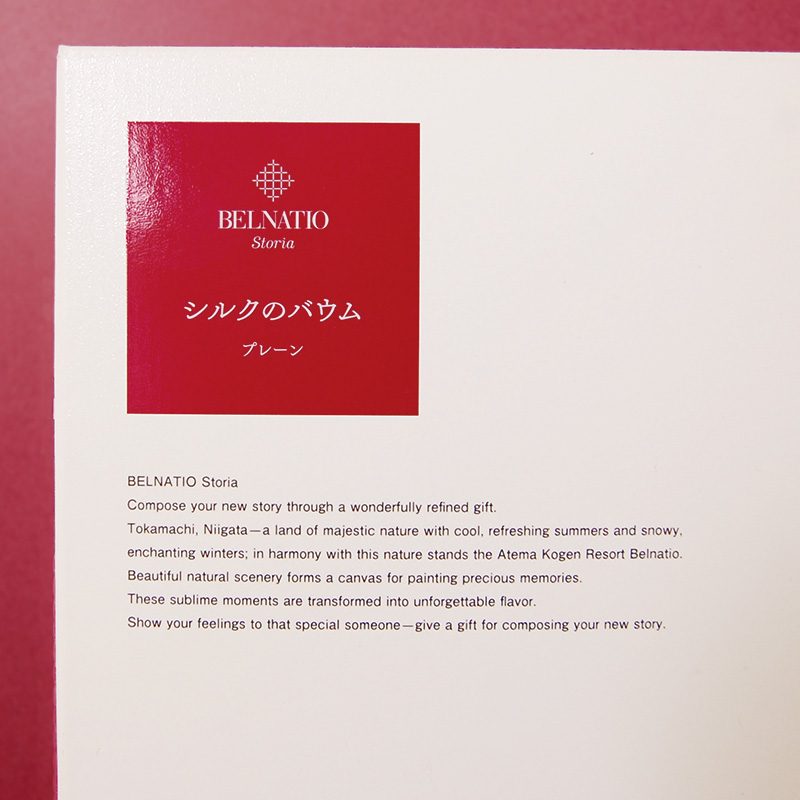 BELNATIO
Storia
シルクのバウム
プレーン
BELNATIO Storia
Compose your new story through a wonderfully refined gift.
Tokamachi, Niigata—a land of majestic nature with cool, refreshing summers and snowy,
enchanting winters; in harmony with this nature stands the Atema Kogen Resort Belnatio.
Beautiful natural scenery forms a canvas for painting precious memories.
These sublime moments are transformed into unforgettable flavor.
Show your feelings to that special someone—give a gift for composing your new story.